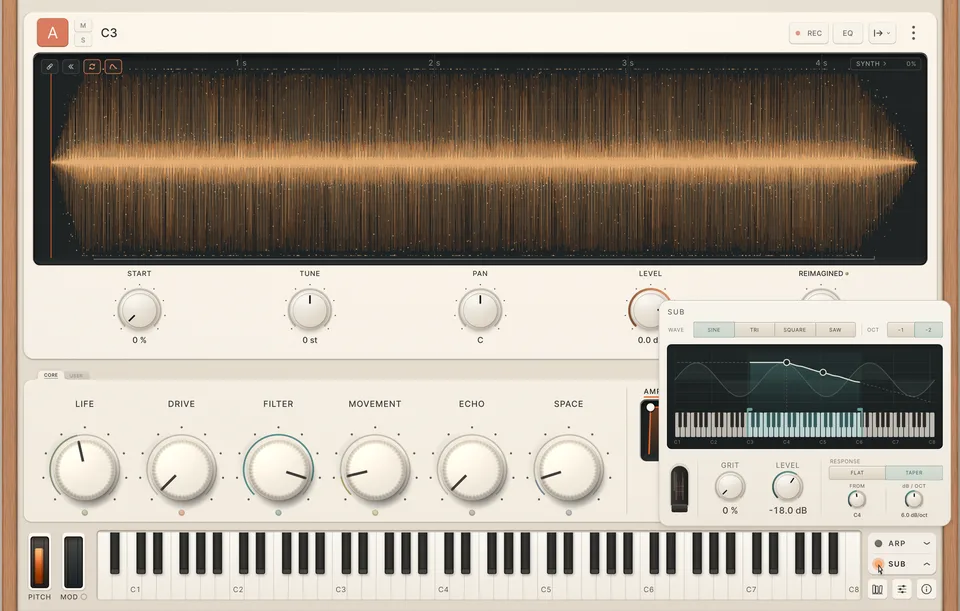 A
M
S
C3
REC
EQ
1 s
2 s
3 s
4 s
SYNTH
0%
START
TUNE
PAN
LEVEL
REIMAGINED
0 %
0 st
C
0.0 d
SUB
WAVE
SINE
TRI
SQUARE
SAW
OCT
-1
-2
C1
C2
C3
C4
C5
C6
C7
C8
CORE
LIFE
DRIVE
FILTER
MOVEMENT
ECHO
SPACE
AMP
GRIT
0 %
LEVEL
-18.0 dB
RESPONSE
FLAT
TAPER
FROM
C4
dB / OCT
6.0 dB/oct
PITCH
MOD
C1
C2
C3
C4
C5
C6
C7
C8
ARP
SUB